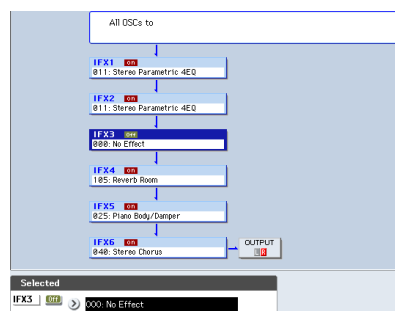 All OSCs to
IFX1 on
011: Stereo Parametric 4EQ
IFX2 on
011: Stereo Parametric 4EQ
IFX3 Off
000: No Effect
IFX4 on
105: Reverb Room
IFX5 on
025: Piano Body/Damper
IFX6 on
040: Stereo Chorus
OUTPUT
L R
Selected
IFX3 Off 000: No Effect